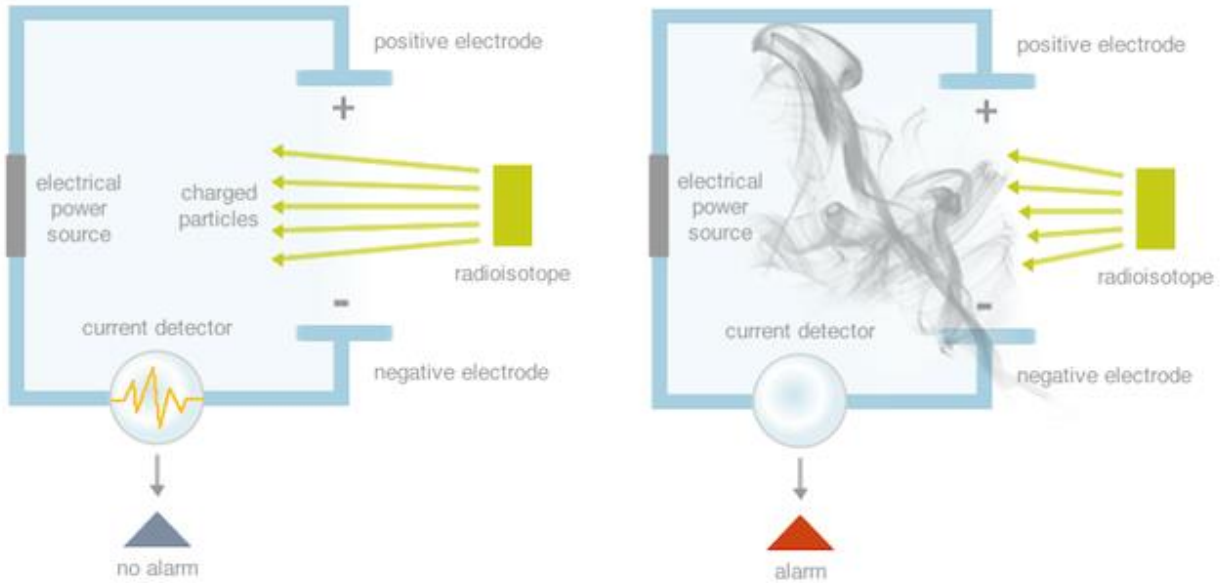 positive electrode
+
electrical
power
source
charged
particles
radioisotope
-
current detector
negative electrode
no alarm
positive electrode
+
electrical
power
source
radioisotope
-
current detector
negative electrode
alarm